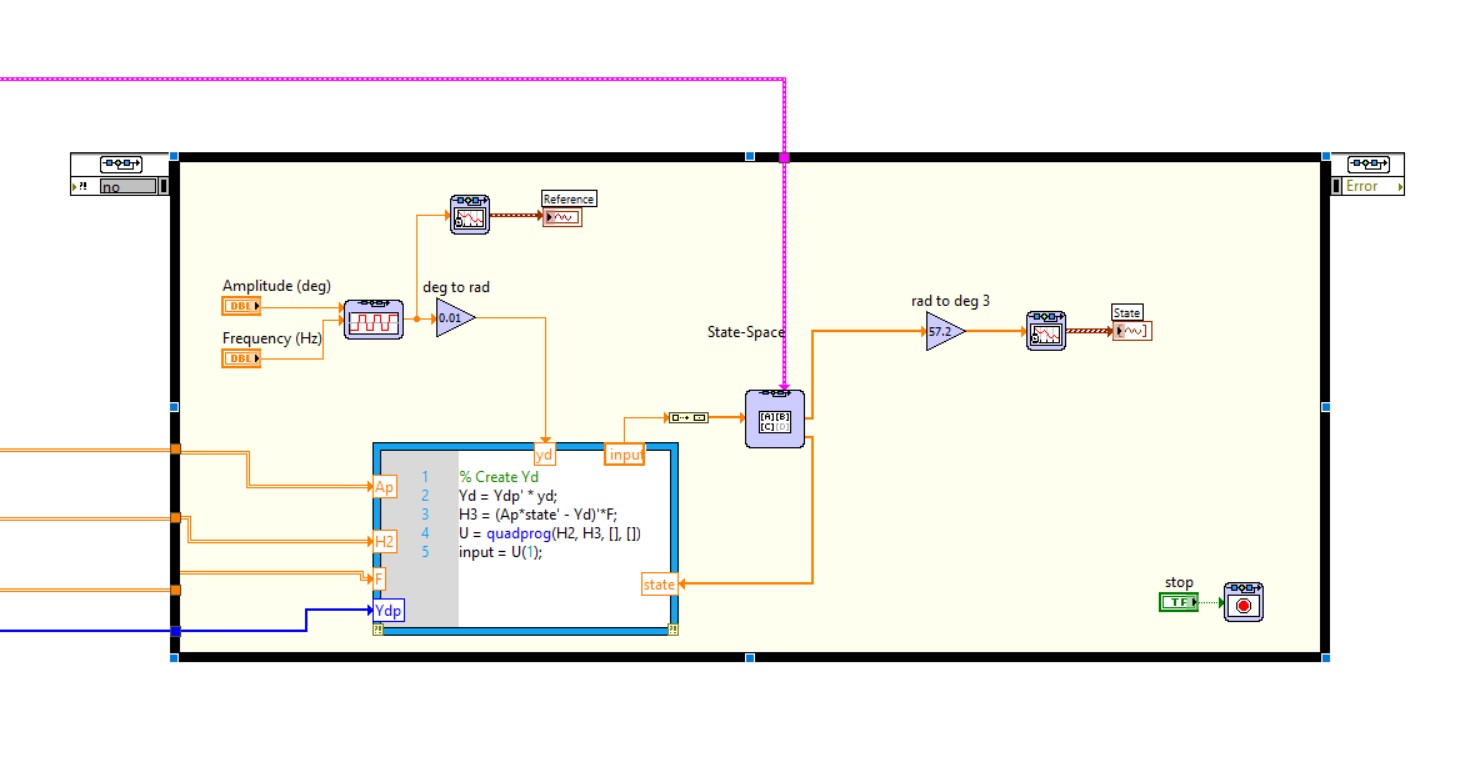 no
Error
Reference
Amplitude (deg)
DBL
deg to rad
0.01
Frequency (Hz)
DBL
State-Space
rad to deg 3
57.2
State
[A][B]
[C][D]
yd
input
Ap
H2
F
Ydp
state
1 % Create Yd
2 Yd = Ydp' * yd;
3 H3 = (Ap*state' - Yd)'*F;
4 U = quadprog(H2, H3, [], [])
5 input = U(1);
stop
TF